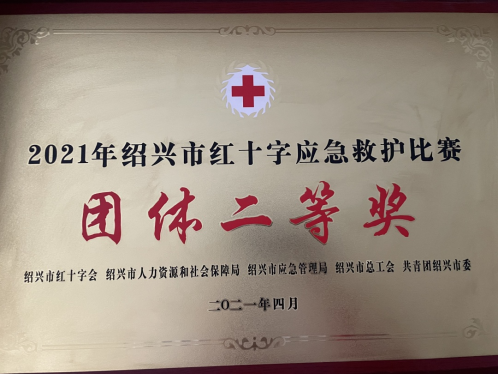 2021年绍兴市红十字应急救护比赛
团体二等奖
绍兴市红十字会 绍兴市人力资源和社会保障局 绍兴市应急管理局 绍兴市总工会 共青团绍兴市委
二〇二一年四月